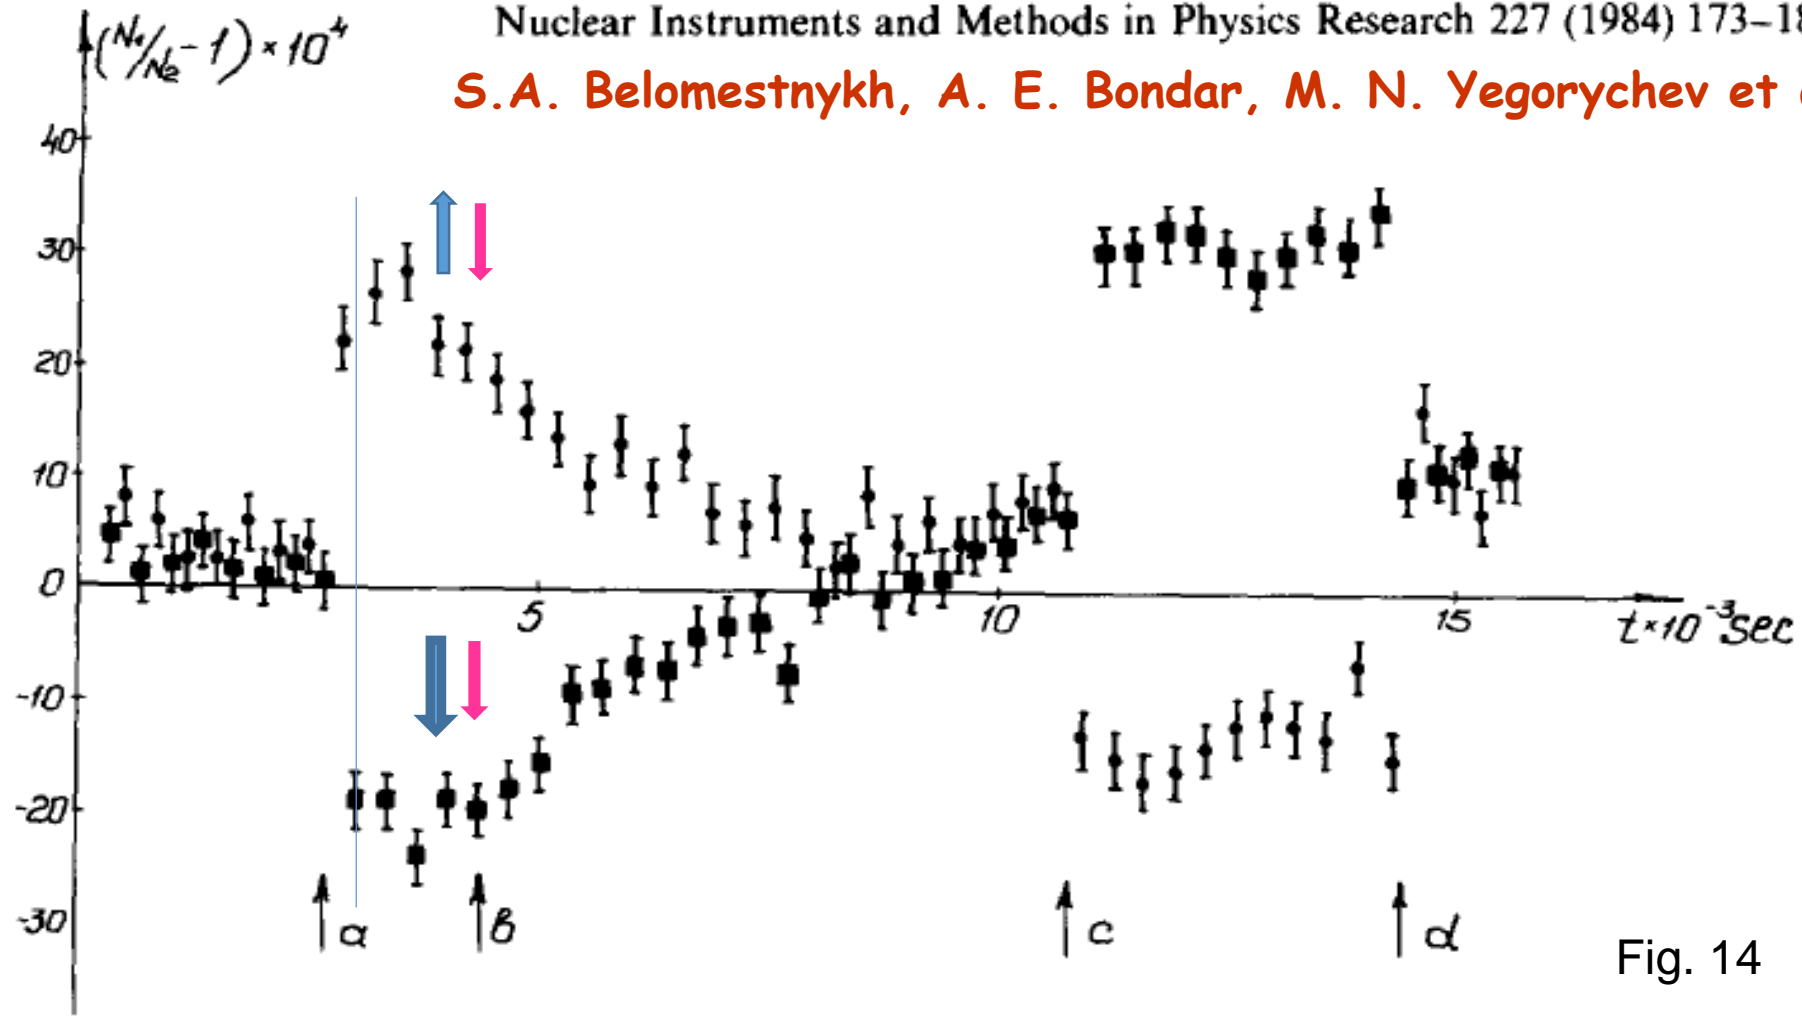 Nuclear Instruments and Methods in Physics Research 227 (1984) 173–18
(N₁/N₂ - 1) × 10⁴
S.A. Belomestnykh, A. E. Bondar, M. N. Yegorychev et
40
30
20
10
0
5
10
15
t×10⁻³sec
-10
-20
-30
a
b
c
d
Fig. 14